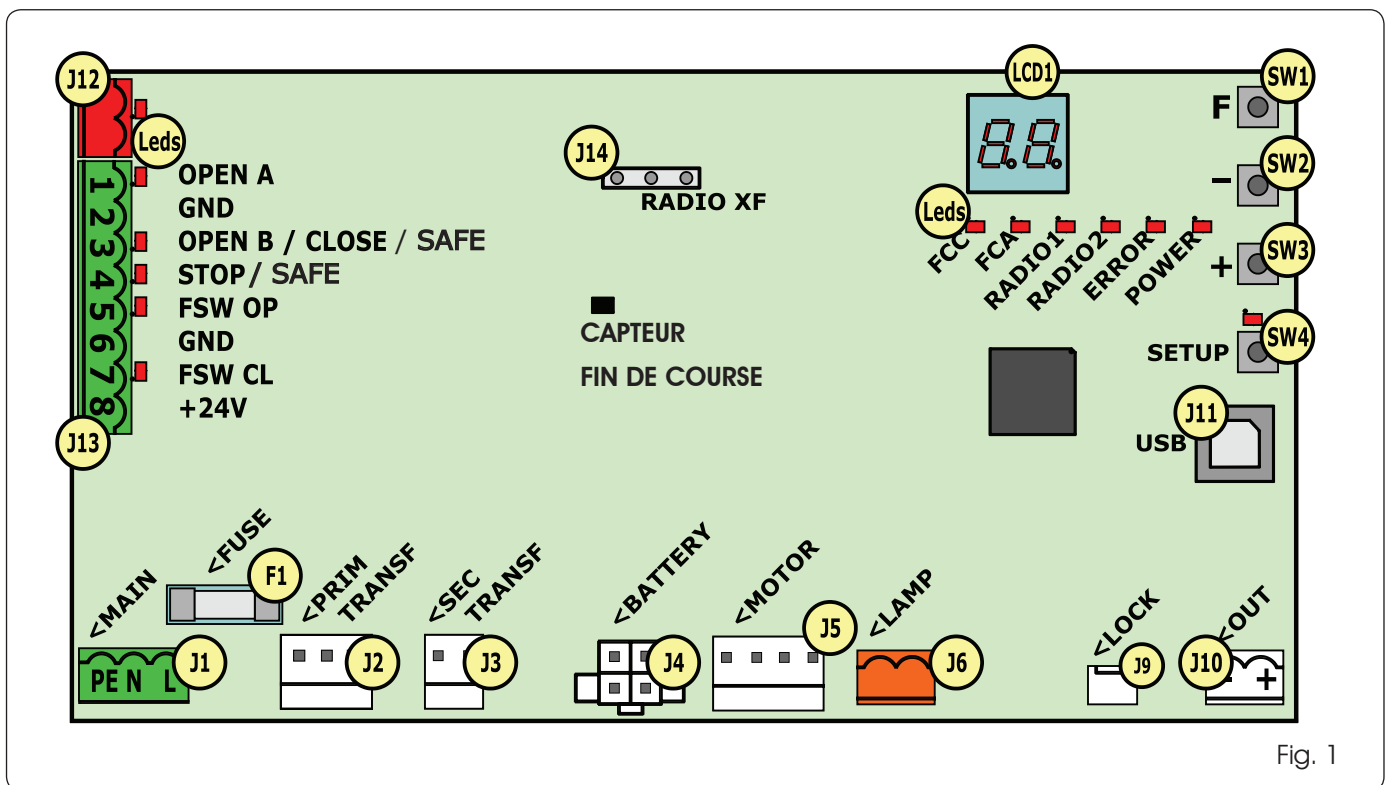 J12
Leds
1 OPEN A
2 GND
3 OPEN B / CLOSE / SAFE
4 STOP / SAFE
5 FSW OP
6 GND
7 FSW CL
8 +24V
J13
J14
RADIO XF
CAPTEUR
FIN DE COURSE
LCD1
8.8.
Leds
FCC
FCA
RADIO1
RADIO2
ERROR
POWER
F
SW1
-
SW2
+
SW3
SETUP
SW4
J11
USB
<MAIN
PE N L
J1
<FUSE
F1
<PRIM
TRANSF
J2
<SEC
TRANSF
J3
<BATTERY
J4
<MOTOR
J5
<LAMP
J6
<LOCK
J9
<OUT
J10
- +
Fig. 1